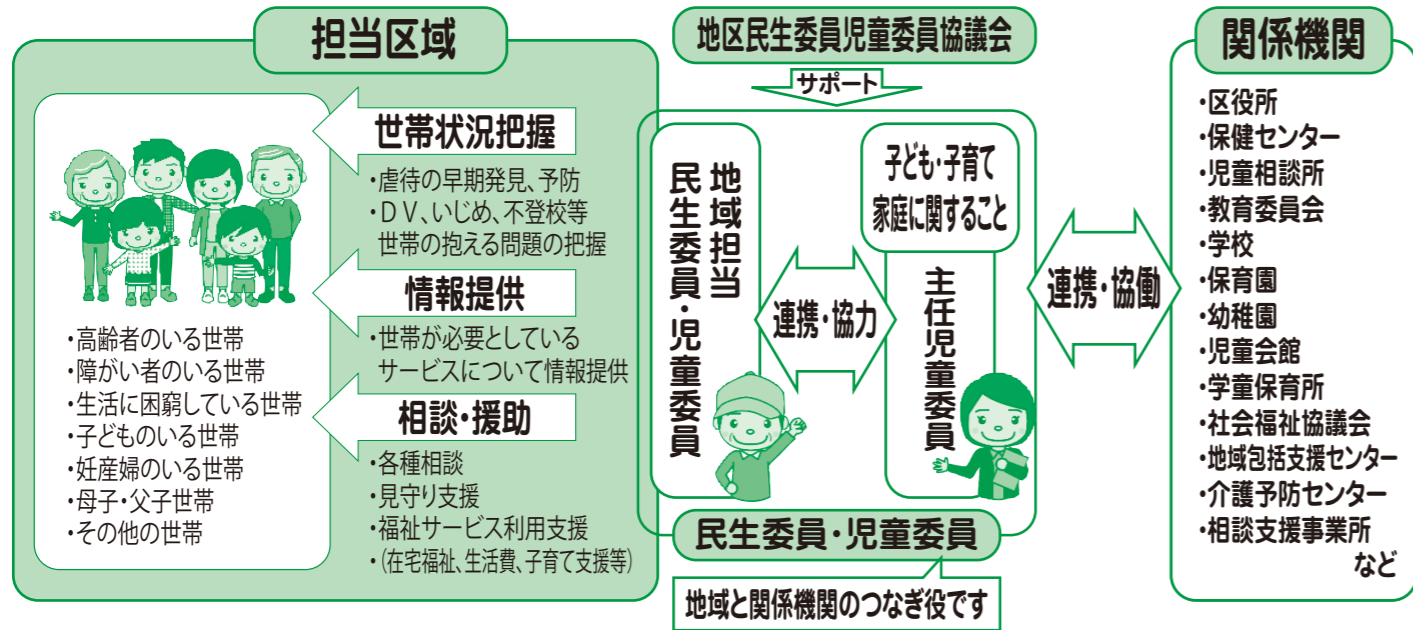 担当区域
世帯状況把握
・虐待の早期発見、予防
・DV、いじめ、不登校等
世帯の抱える問題の把握
情報提供
・世帯が必要としている
サービスについて情報提供
相談・援助
・各種相談
・見守り支援
・福祉サービス利用支援
・(在宅福祉、生活費、子育て支援等)
・高齢者のいる世帯
・障がい者のいる世帯
・生活に困窮している世帯
・子どものいる世帯
・妊産婦のいる世帯
・母子・父子世帯
・その他の世帯
地区民生委員児童委員協議会
サポート
地域担当
民生委員・児童委員
連携・協力
子ども・子育て
家庭に関すること
主任児童委員
民生委員・児童委員
地域と関係機関のつなぎ役です
連携・協働
関係機関
・区役所
・保健センター
・児童相談所
・教育委員会
・学校
・保育園
・幼稚園
・児童会館
・学童保育所
・社会福祉協議会
・地域包括支援センター
・介護予防センター
・相談支援事業所
など